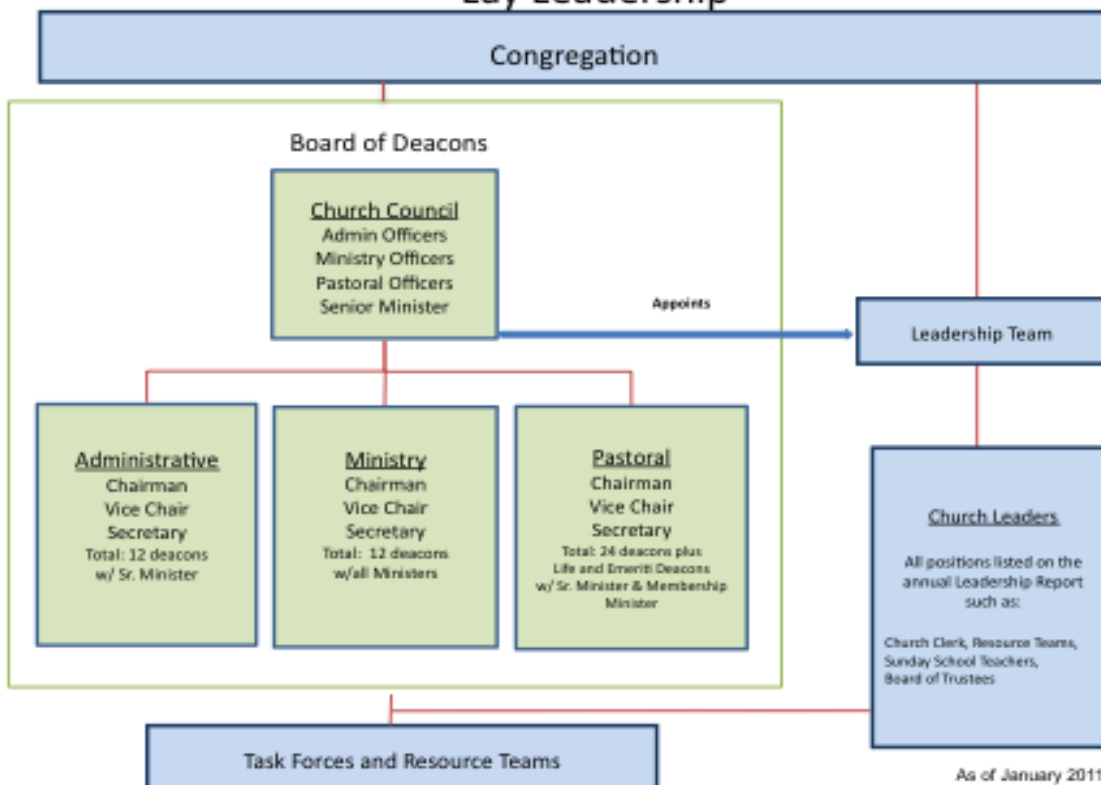 Lay Leadership
Congregation
Board of Deacons
Church Council
Admin Officers
Ministry Officers
Pastoral Officers
Senior Minister
Appoints
Leadership Team
Administrative
Chairman
Vice Chair
Secretary
Total: 12 deacons
w/ Sr. Minister
Ministry
Chairman
Vice Chair
Secretary
Total: 12 deacons
w/all Ministers
Pastoral
Chairman
Vice Chair
Secretary
Total: 24 deacons plus
Life and Emeriti Deacons
w/ Sr. Minister & Membership
Minister
Church Leaders
All positions listed on the
annual Leadership Report
such as:
Church Clerk, Resource Teams,
Sunday School Teachers,
Board of Trustees
Task Forces and Resource Teams
As of January 2011